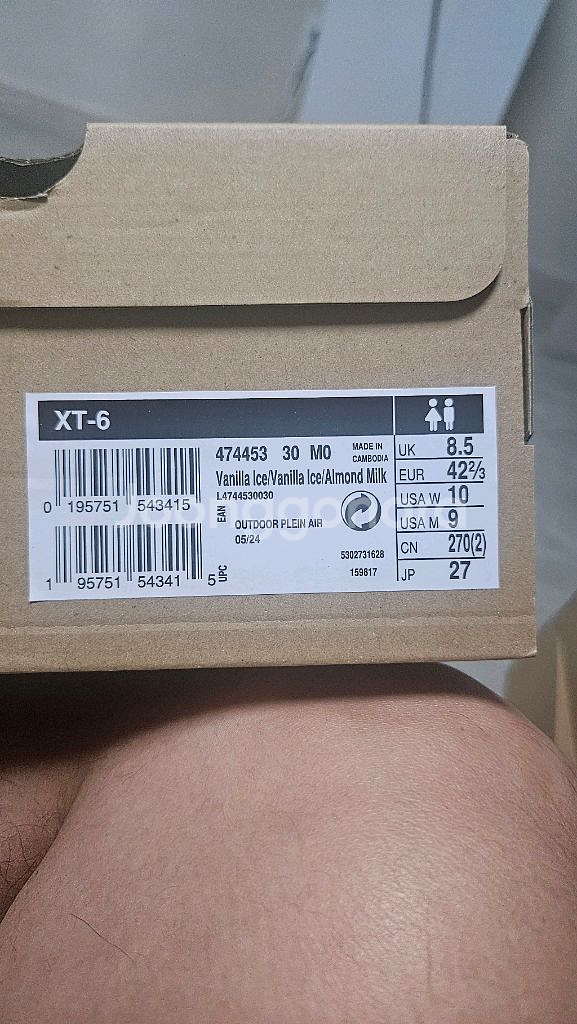 XT-6
474453 30 M0
MADE IN
CAMBODIA
Vanilla Ice/Vanilla Ice/Almond Milk
L4744530030
EAN
0 195751 543415
OUTDOOR PLEIN AIR
05/24
5302731628
159817
1 95751 54341 5
UPC
UK 8.5
EUR 42⅔
USA W 10
USA M 9
CN 270(2)
JP 27
Joonggonara